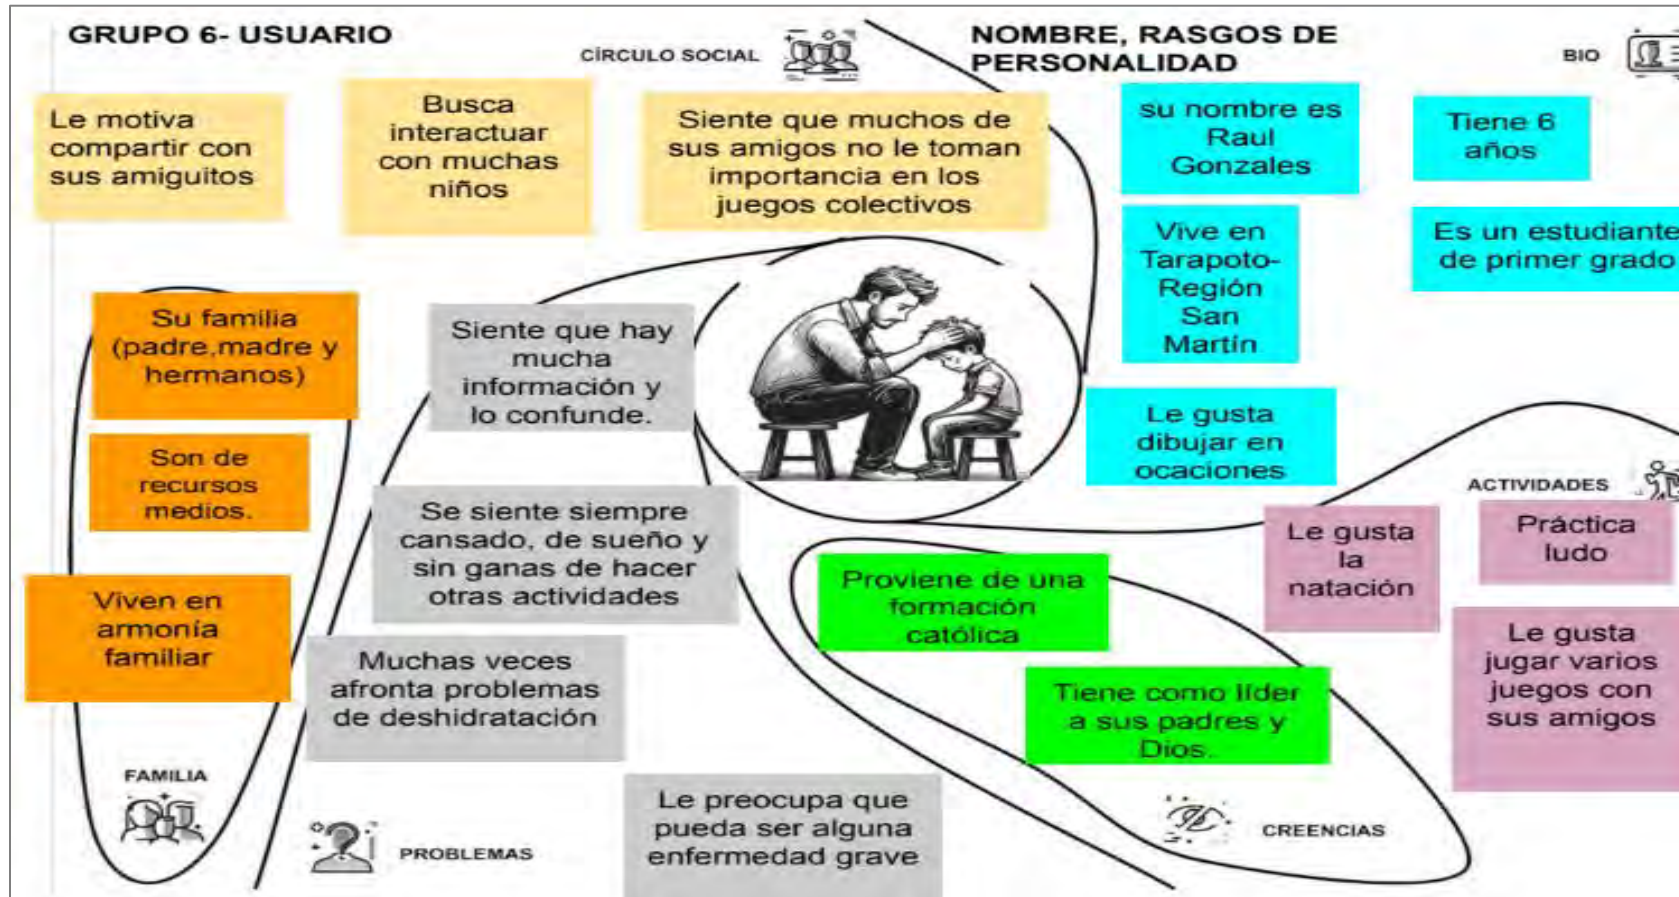 GRUPO 6- USUARIO
CÍRCULO SOCIAL
Le motiva
compartir con
sus amiguitos
Busca
interactuar
con muchas
niños
Siente que muchos de
sus amigos no le toman
importancia en los
juegos colectivos
NOMBRE, RASGOS DE
PERSONALIDAD
BIO
su nombre es
Raul
Gonzales
Tiene 6
años
Vive en
Tarapoto-
Región
San
Martín
Es un estudiante
de primer grado
Le gusta
dibujar en
ocaciones
Su familia
(padre,madre y
hermanos)
Son de
recursos
medios.
Viven en
armonía
familiar
FAMILIA
Siente que hay
mucha
información y
lo confunde.
Se siente siempre
cansado, de sueño y
sin ganas de hacer
otras actividades
Muchas veces
afronta problemas
de deshidratación
Le preocupa que
pueda ser alguna
enfermedad grave
PROBLEMAS
Proviene de una
formación
católica
Tiene como líder
a sus padres y
Dios.
CREENCIAS
ACTIVIDADES
Le gusta
la
natación
Práctica
ludo
Le gusta
jugar varios
juegos con
sus amigos